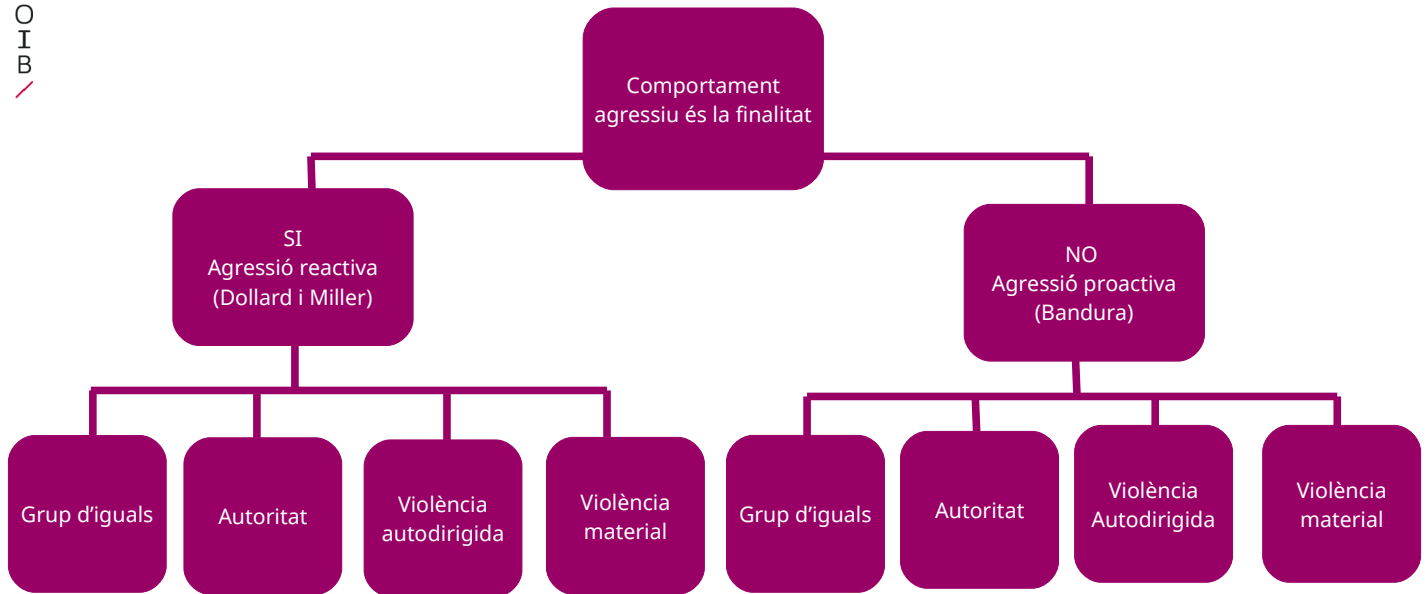 O
I
B
Comportament
agressiu és la finalitat
SI
Agressió reactiva
(Dollard i Miller)
NO
Agressió proactiva
(Bandura)
Grup d’iguals
Autoritat
Violència
autodirigida
Violència
material
Grup d’iguals
Autoritat
Violència
Autodirigida
Violència
material